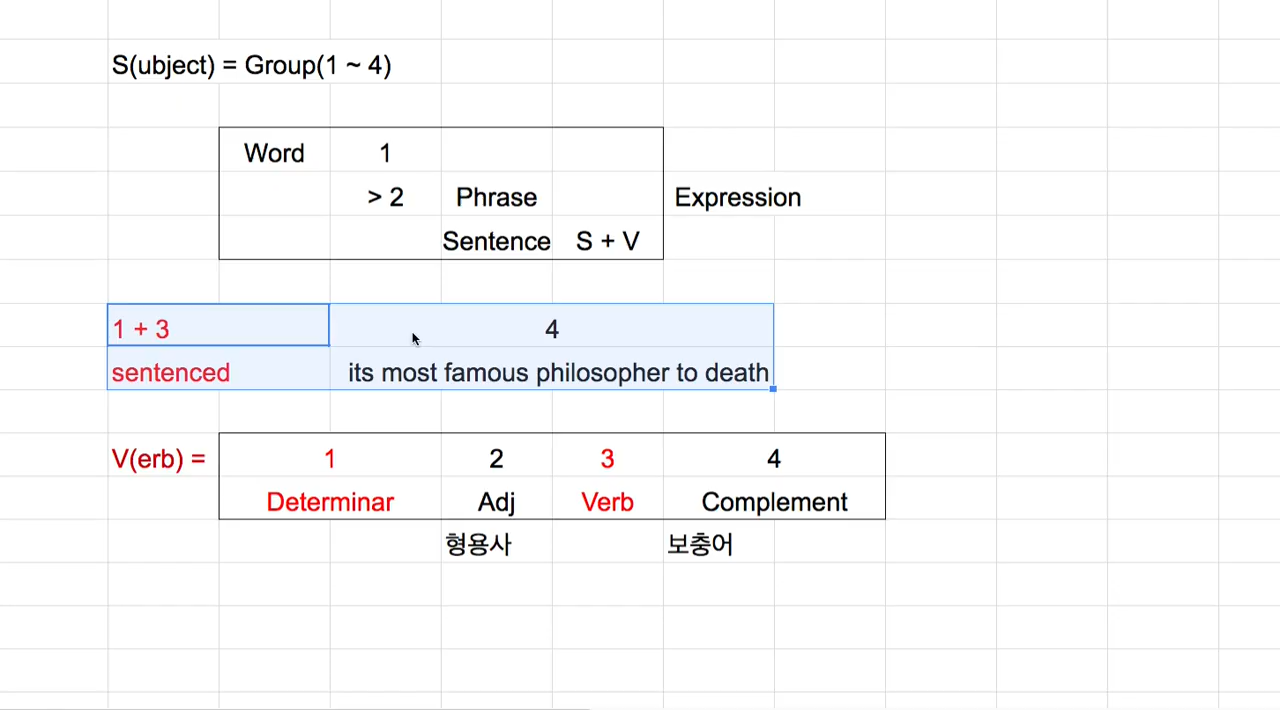 S(ubject) = Group(1 ~ 4)
Word 1
> 2 Phrase Expression
Sentence S + V
1 + 3 4
sentenced its most famous philosopher to death
V(erb) = 1 2 3 4
Determinar Adj Verb Complement
형용사 보충어